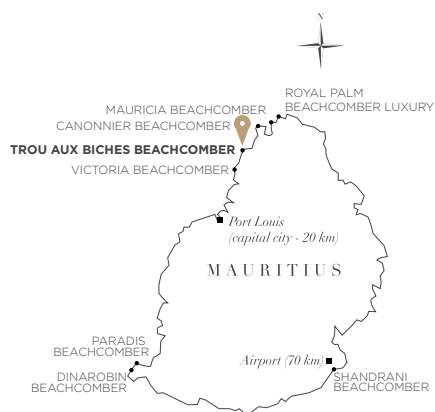 N
ROYAL PALM
BEACHCOMBER LUXURY
MAURICIA BEACHCOMBER
CANONNIER BEACHCOMBER
TROU AUX BICHES BEACHCOMBER
VICTORIA BEACHCOMBER
Port Louis
(capital city - 20 km)
MAURITIUS
PARADIS
BEACHCOMBER
DINAROBIN
BEACHCOMBER
Airport (70 km)
SHANDRANI
BEACHCOMBER